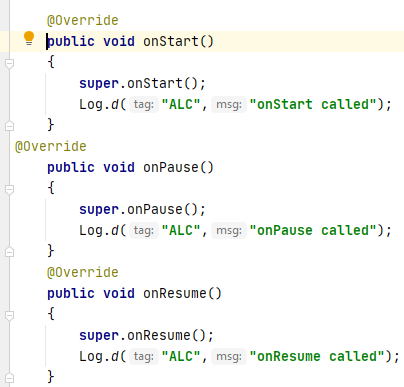 @Override
public void onStart()
{
super.onStart();
Log.d( tag: "ALC", msg: "onStart called");
}
@Override
public void onPause()
{
super.onPause();
Log.d( tag: "ALC", msg: "onPause called");
}
@Override
public void onResume()
{
super.onResume();
Log.d( tag: "ALC", msg: "onResume called");
}